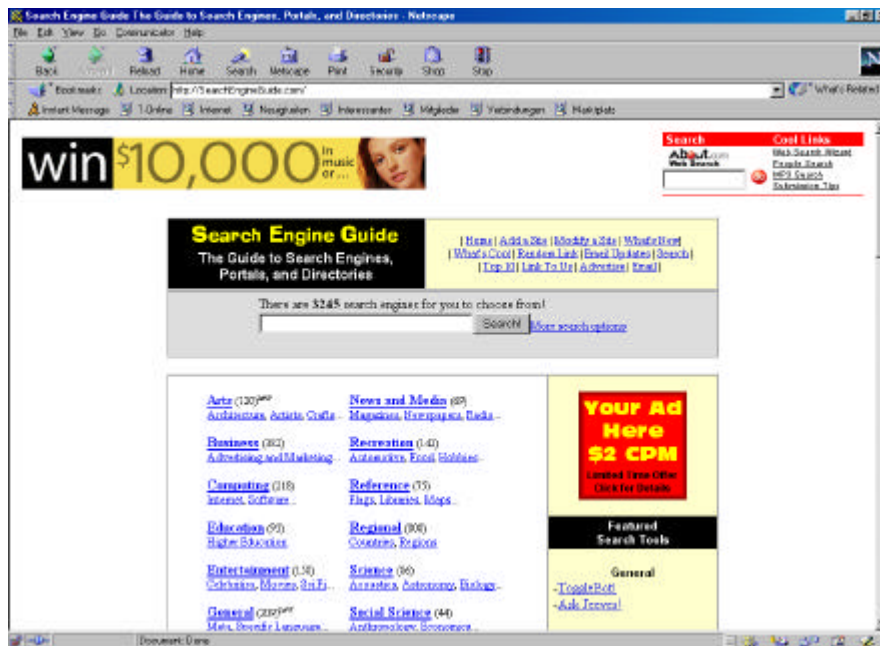 Search Engine Guide The Guide to Search Engines, Portals, and Directories - Netscape
File Edit View Go Communicator Help
Back Reload Home Search Netscape Print Security Shop Stop
Bookmarks Location http://SearchEngineGuide.com/ What's Related
Instant Message T-Online Internet Neuigkeiten Interessantes Mitglieder Verbindungen Marktplatz
win $10,000 in music or...
Search Cool Links
About.com Web Search
Web Search Wizard
People Search
MP3 Search
Submission Tips
Search Engine Guide
The Guide to Search Engines,
Portals, and Directories
| Home | Add a Site | Modify a Site | What's New |
| What's Cool | Random Link | Email Updates | Search |
| Top 10 | Link To Us | Advertise | Email |
There are 3245 search engines for you to choose from!
Search! More search options
Arts (120)
Architecture, Artists, Crafts...
Business (382)
Advertising and Marketing...
Computing (218)
Internet, Software...
Education (93)
Higher Education
Entertainment
Celebrities, Movies, Sci Fi...
General
Meta, Specific Language...
News and Media (69)
Magazines, Newspapers, Radio...
Recreation
Automotive, Food, Hobbies...
Reference (75)
Flags, Libraries, Maps...
Regional
Countries, Regions
Science (86)
Acoustics, Astronomy, Biology...
Social Science (44)
Anthropology, Economics...
Your Ad
Here
$2 CPM
Limited Time Offer
Click for Details
Featured
Search Tools
General
-ToggleBot!
-Ask Jeeves!
Document: Done